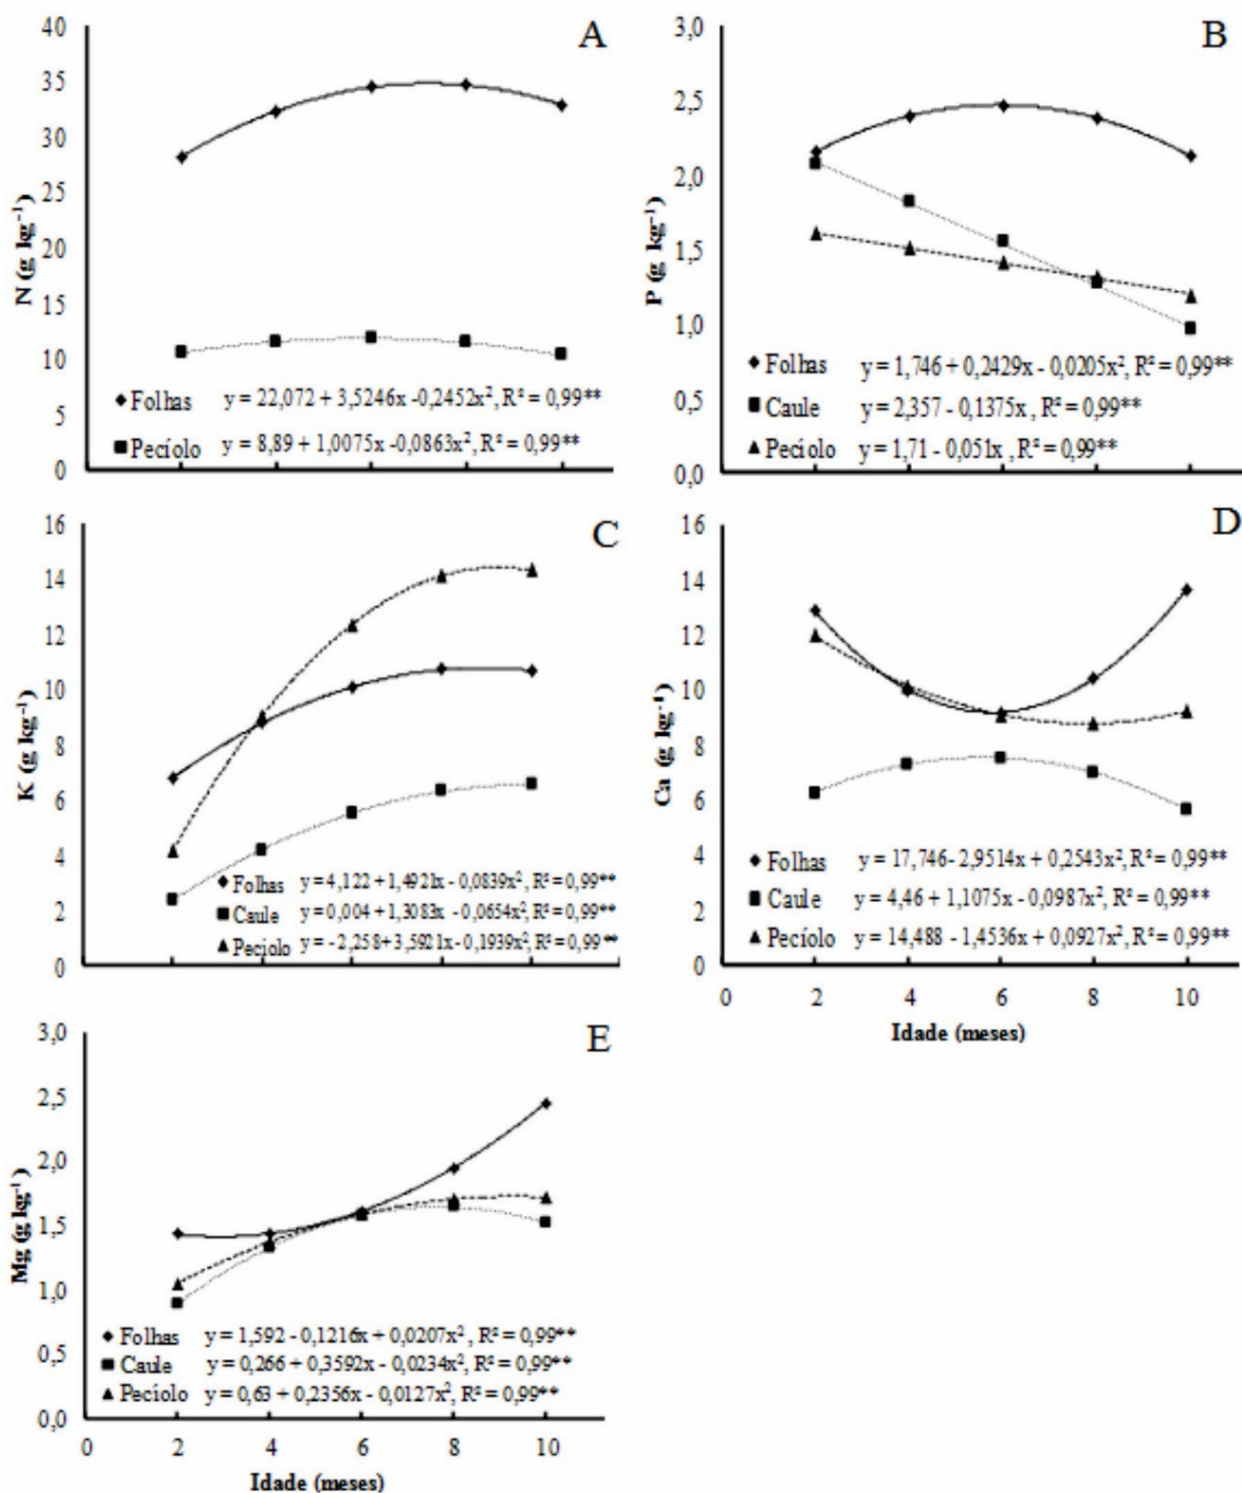 A
N (g kg⁻¹)
40
35
30
25
20
15
10
5
0
Folhas y = 22,072 + 3,5246x -0,2452x², R² = 0,99**
Pecíolo y = 8,89 + 1,0075x -0,0863x², R² = 0,99**
B
P (g kg⁻¹)
3,0
2,5
2,0
1,5
1,0
0,5
0,0
Folhas y = 1,746 + 0,2429x - 0,0205x², R² = 0,99**
Caule y = 2,357 - 0,1375x , R² = 0,99**
Pecíolo y = 1,71 - 0,051x , R² = 0,99**
C
K (g kg⁻¹)
16
14
12
10
8
6
4
2
0
Folhas y = 4,122 + 1,4921x - 0,0839x², R² = 0,99**
Caule y = 0,004 + 1,3083x - 0,0654x², R² = 0,99**
Pecíolo y = - 2,258+ 3,5921x - 0,1939x², R² = 0,99**
D
Ca (g kg⁻¹)
16
14
12
10
8
6
4
2
0
Folhas y = 17,746- 2,9514x + 0,2543x², R² = 0,99**
Caule y = 4,46 + 1,1075x - 0,0987x², R² = 0,99**
Pecíolo y = 14,488 - 1,4536x + 0,0927x², R² = 0,99**
0 2 4 6 8 10
Idade (meses)
E
Mg (g kg⁻¹)
3,0
2,5
2,0
1,5
1,0
0,5
0,0
Folhas y = 1,592 - 0,1216x + 0,0207x² , R² = 0,99**
Caule y = 0,266 + 0,3592x - 0,0234x², R² = 0,99**
Pecíolo y = 0,63 + 0,2356x - 0,0127x², R² = 0,99**
0 2 4 6 8 10
Idade (meses)